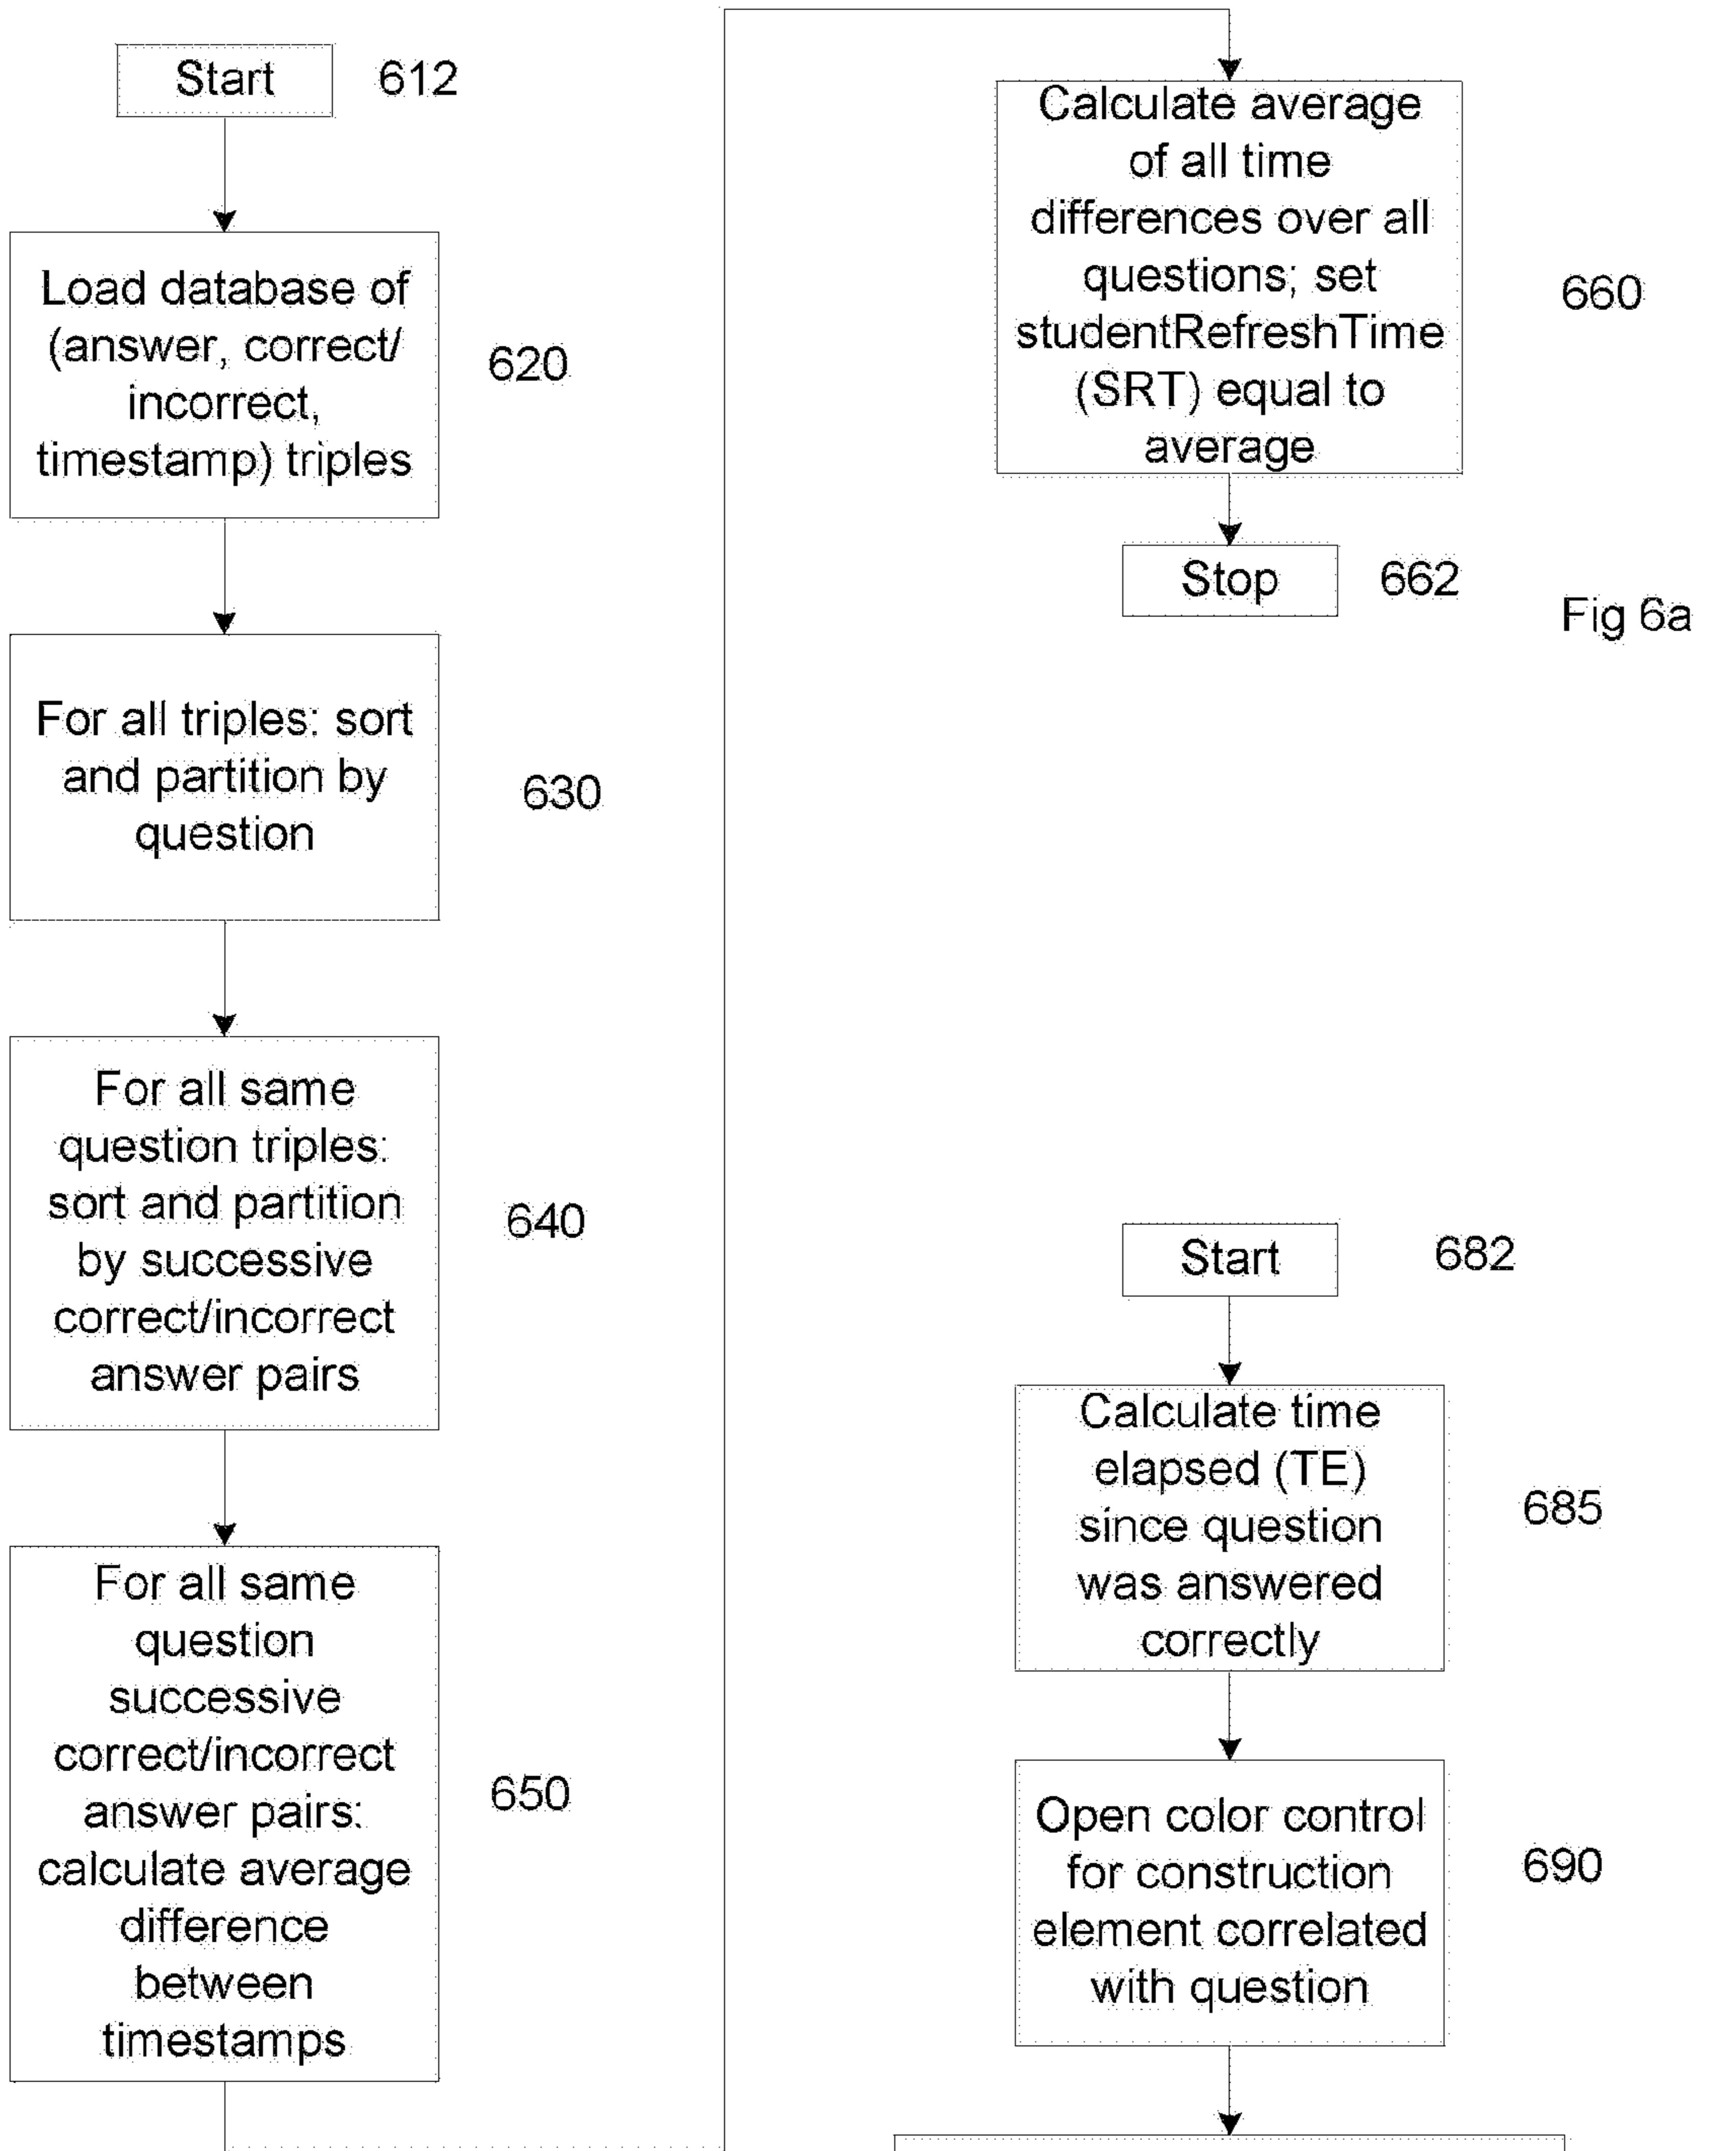 Start
612
Load database of
(answer, correct/
incorrect,
timestamp) triples
620
For all triples: sort
and partition by
question
630
For all same
question triples:
sort and partition
by successive
correct/incorrect
answer pairs
640
For all same
question
successive
correct/incorrect
answer pairs:
calculate average
difference
between
timestamps
650
Calculate average
of all time
differences over all
questions; set
studentRefreshTime
(SRT) equal to
average
660
Stop
662
Fig 6a
Start
682
Calculate time
elapsed (TE)
since question
was answered
correctly
685
Open color control
for construction
element correlated
with question
690